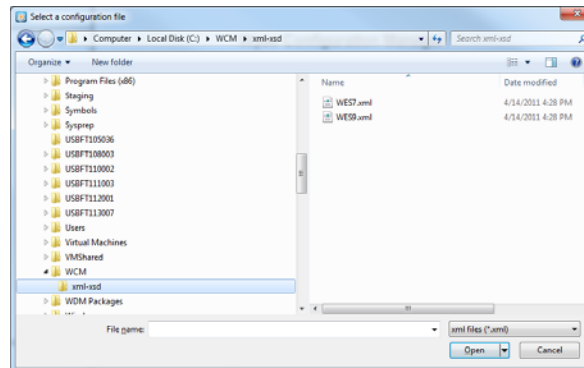 Select a configuration file
Computer ▸ Local Disk (C:) ▸ WCM ▸ xml-xsd
Search xml-xsd
Organize ▾ New folder
Program Files (x86)
Staging
Symbols
Sysprep
USBFT105036
USBFT108003
USBFT110002
USBFT111003
USBFT112001
USBFT113007
Users
Virtual Machines
VMShared
WCM
xml-xsd
WDM Packages
Name Date modified
WES7.xml 4/14/2011 4:28 PM
WES9.xml 4/14/2011 4:28 PM
File name:
xml files (*.xml)
Open Cancel